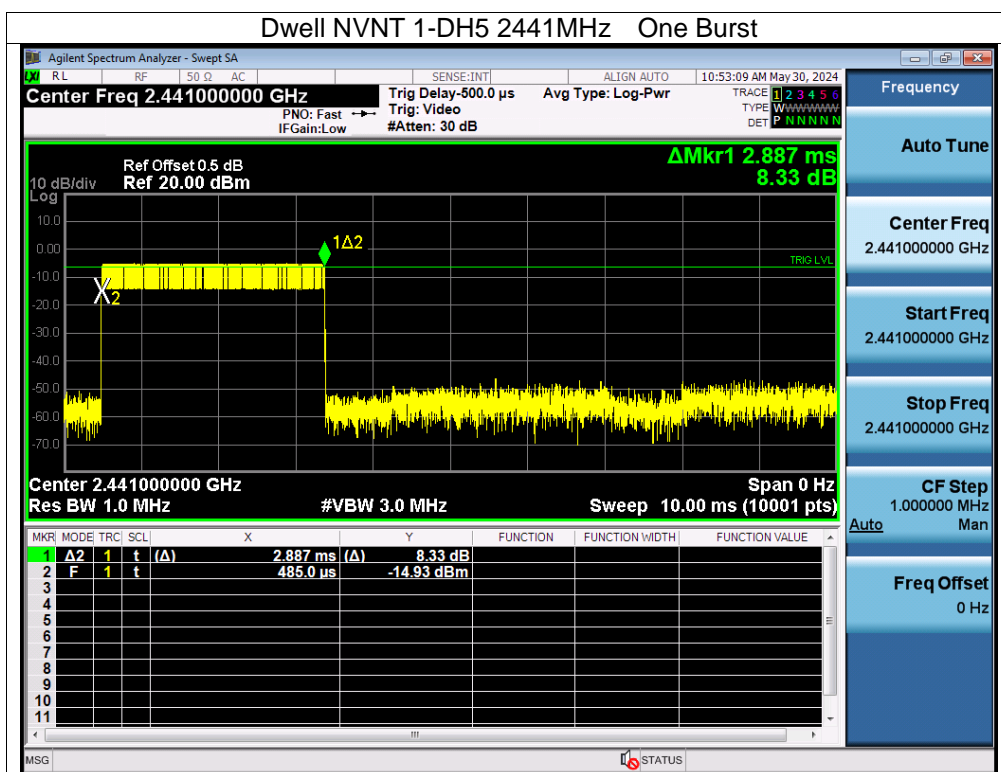 Dwell NVNT 1-DH5 2441MHz One Burst
Agilent Spectrum Analyzer - Swept SA
LXI RL RF 50 Ω AC SENSE:INT ALIGN AUTO 10:53:09 AM May 30, 2024
Center Freq 2.441000000 GHz
PNO: Fast
IFGain:Low
Trig Delay-500.0 µs
Trig: Video
#Atten: 30 dB
Avg Type: Log-Pwr
TRACE 1 2 3 4 5 6
TYPE WWWWWW
DET P N N N N N
ΔMkr1 2.887 ms
8.33 dB
Ref Offset 0.5 dB
10 dB/div Ref 20.00 dBm
Log
10.0
0.00
-10.0
-20.0
-30.0
-40.0
-50.0
-60.0
-70.0
1Δ2
TRIG LVL
2
Center 2.441000000 GHz Span 0 Hz
Res BW 1.0 MHz #VBW 3.0 MHz Sweep 10.00 ms (10001 pts)
MKR MODE TRC SCL X Y FUNCTION FUNCTION WIDTH FUNCTION VALUE
1 Δ2 1 t (Δ) 2.887 ms (Δ) 8.33 dB
2 F 1 t 485.0 µs -14.93 dBm
3
4
5
6
7
8
9
10
11
MSG STATUS
Frequency
Auto Tune
Center Freq
2.441000000 GHz
Start Freq
2.441000000 GHz
Stop Freq
2.441000000 GHz
CF Step
1.000000 MHz
Auto Man
Freq Offset
0 Hz